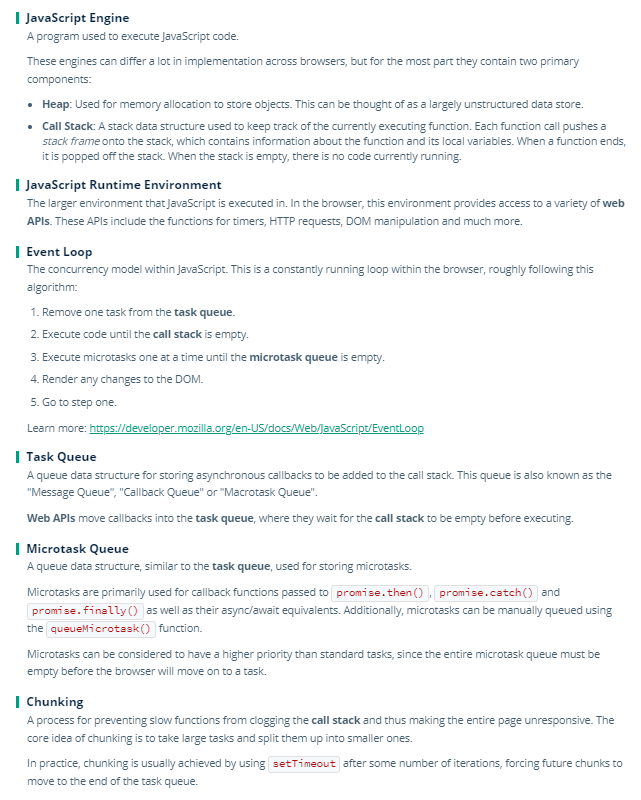 JavaScript Engine
A program used to execute JavaScript code.
These engines can differ a lot in implementation across browsers, but for the most part they contain two primary
components:
• Heap: Used for memory allocation to store objects. This can be thought of as a largely unstructured data store.
• Call Stack: A stack data structure used to keep track of the currently executing function. Each function call pushes a
stack frame onto the stack, which contains information about the function and its local variables. When a function ends,
it is popped off the stack. When the stack is empty, there is no code currently running.
JavaScript Runtime Environment
The larger environment that JavaScript is executed in. In the browser, this environment provides access to a variety of web
APIs. These APIs include the functions for timers, HTTP requests, DOM manipulation and much more.
Event Loop
The concurrency model within JavaScript. This is a constantly running loop within the browser, roughly following this
algorithm:
1. Remove one task from the task queue.
2. Execute code until the call stack is empty.
3. Execute microtasks one at a time until the microtask queue is empty.
4. Render any changes to the DOM.
5. Go to step one.
Learn more: https://developer.mozilla.org/en-US/docs/Web/JavaScript/EventLoop
Task Queue
A queue data structure for storing asynchronous callbacks to be added to the call stack. This queue is also known as the
"Message Queue", "Callback Queue" or "Macrotask Queue".
Web APIs move callbacks into the task queue, where they wait for the call stack to be empty before executing.
Microtask Queue
A queue data structure, similar to the task queue, used for storing microtasks.
Microtasks are primarily used for callback functions passed to promise.then(), promise.catch() and
promise.finally() as well as their async/await equivalents. Additionally, microtasks can be manually queued using
the queueMicrotask() function.
Microtasks can be considered to have a higher priority than standard tasks, since the entire microtask queue must be
empty before the browser will move on to a task.
Chunking
A process for preventing slow functions from clogging the call stack and thus making the entire page unresponsive. The
core idea of chunking is to take large tasks and split them up into smaller ones.
In practice, chunking is usually achieved by using setTimeout after some number of iterations, forcing future chunks to
move to the end of the task queue.